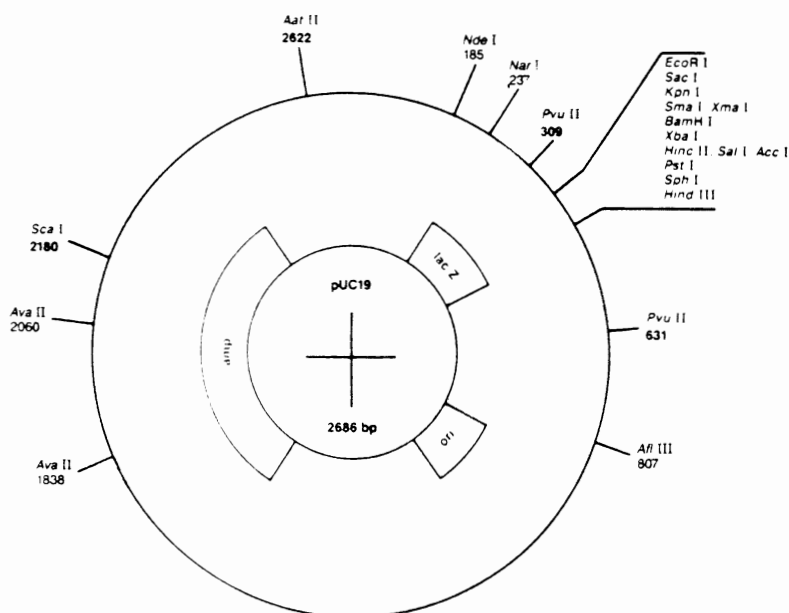 Aat II
2622
Nde I
185
Nar I
237
Pvu II
309
EcoR I
Sac I
Kpn I
Sma I Xma I
BamH I
Xba I
Hinc II. Sal I Acc I
Pst I
Sph I
Hind III
Sca I
2180
Ava II
2060
Ava II
1838
amp
lac Z
pUC19
2686 bp
ori
Pvu II
631
Afl III
807